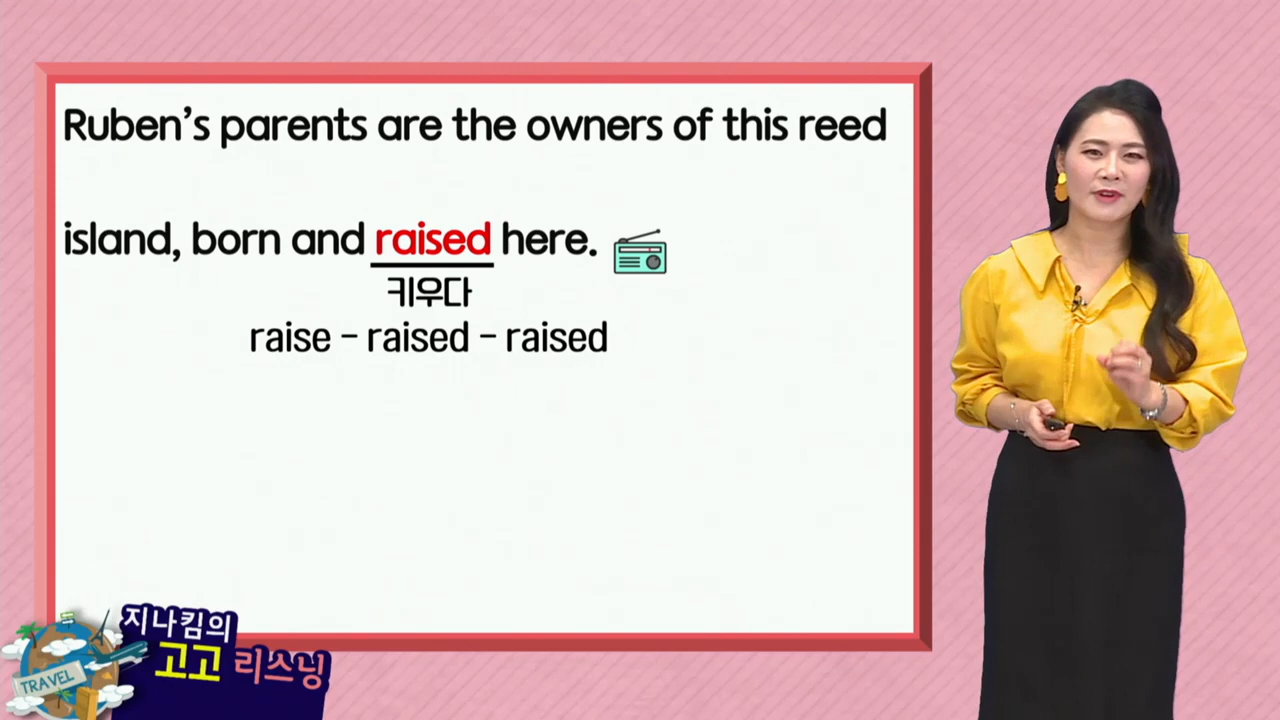 Ruben's parents are the owners of this reed
island, born and raised here.
키우다
raise - raised - raised
지나킴의
고고 리스닝
TRAVEL